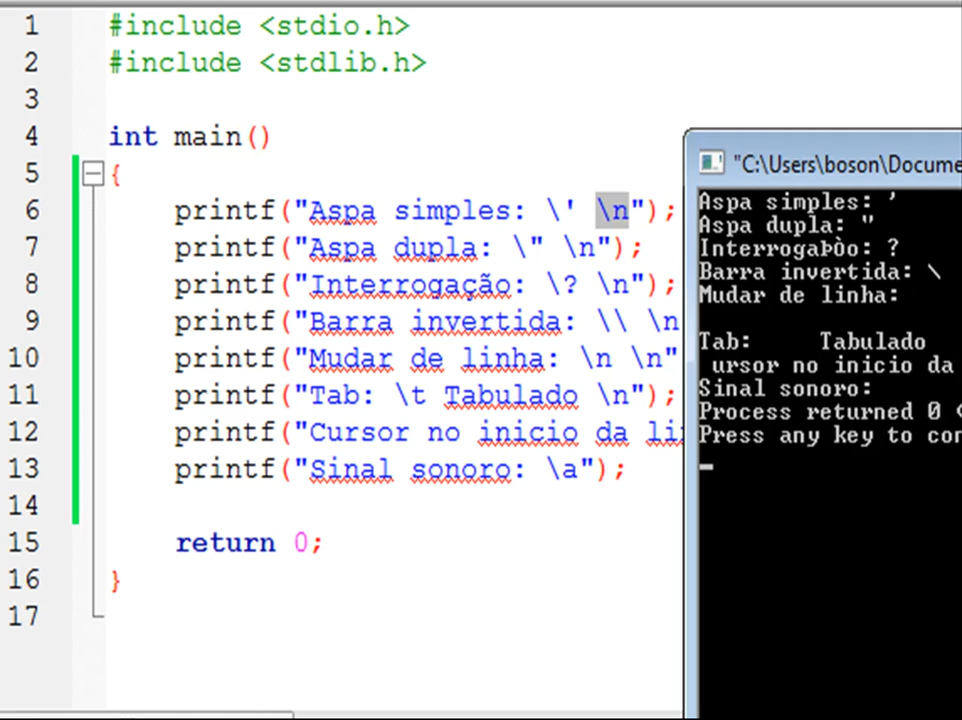 1 #include <stdio.h>
2 #include <stdlib.h>
3
4 int main()
5 {
6 printf("Aspa simples: \' \n");
7 printf("Aspa dupla: \" \n");
8 printf("Interrogação: \? \n");
9 printf("Barra invertida: \\ \n
10 printf("Mudar de linha: \n \n"
11 printf("Tab: \t Tabulado \n");
12 printf("Cursor no inicio da li
13 printf("Sinal sonoro: \a");
14
15 return 0;
16 }
17
"C:\Users\boson\Docume
Aspa simples: '
Aspa dupla: "
InterrogaþÒo: ?
Barra invertida: \
Mudar de linha:
Tab: Tabulado
ursor no inicio da
Sinal sonoro:
Process returned 0
Press any key to con